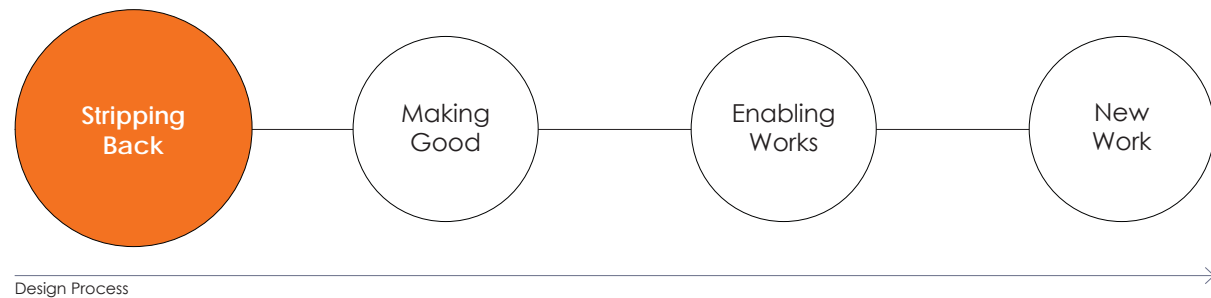 Stripping
Back
Making
Good
Enabling
Works
New
Work
Design Process